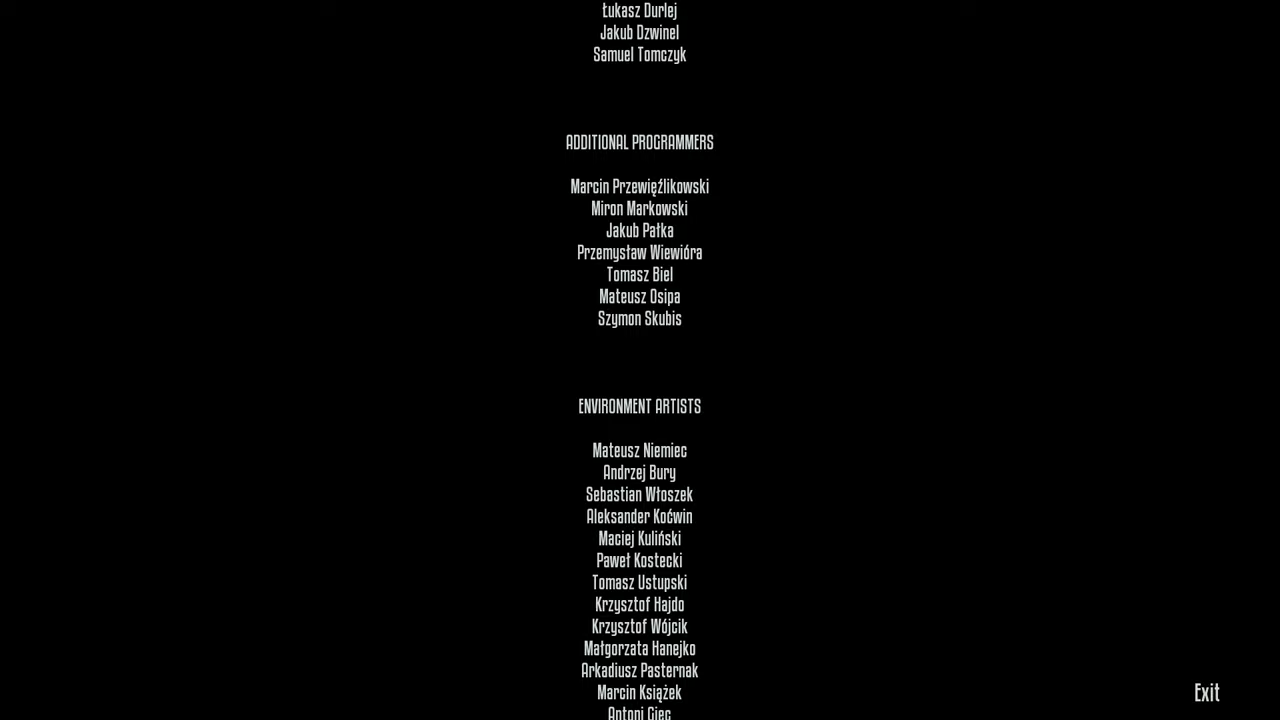 Łukasz Durlej
Jakub Dzwinel
Samuel Tomczyk
ADDITIONAL PROGRAMMERS
Marcin Przewięźlikowski
Miron Markowski
Jakub Pałka
Przemysław Wiewióra
Tomasz Biel
Mateusz Osipa
Szymon Skubis
ENVIRONMENT ARTISTS
Mateusz Niemiec
Andrzej Bury
Sebastian Włoszek
Aleksander Koćwin
Maciej Kuliński
Paweł Kostecki
Tomasz Ustupski
Krzysztof Hajdo
Krzysztof Wójcik
Małgorzata Hanejko
Arkadiusz Pasternak
Marcin Książek
Antoni
Exit